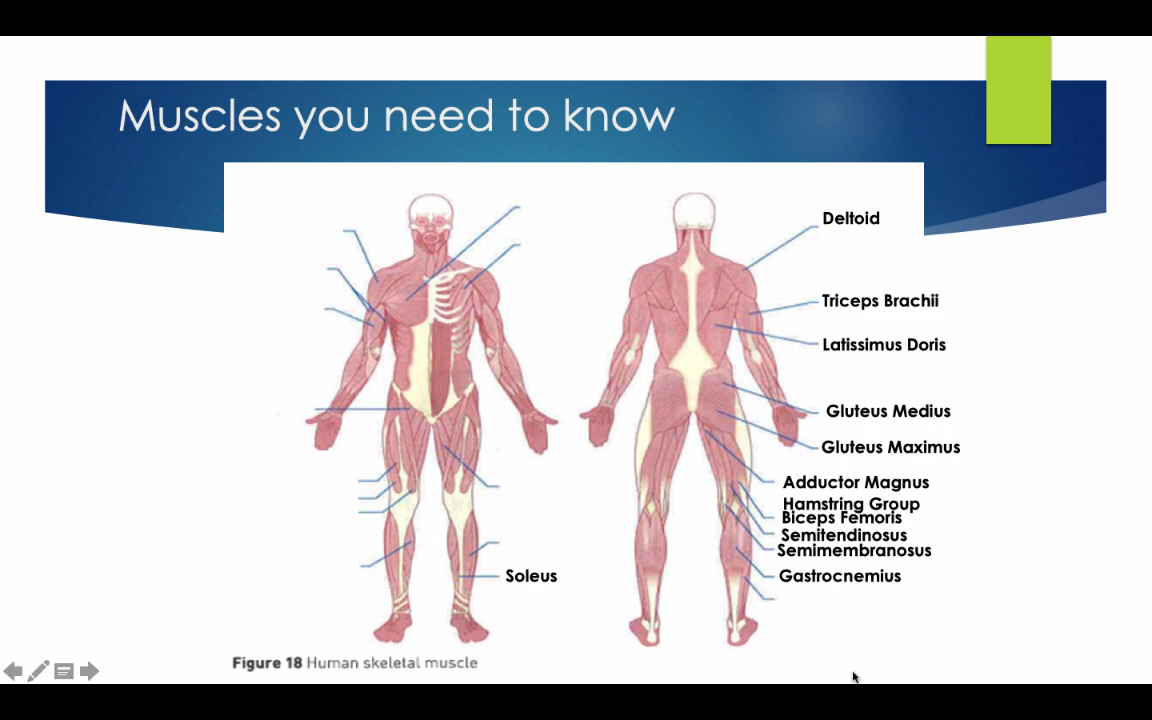 Muscles you need to know
Deltoid
Triceps Brachii
Latissimus Doris
Gluteus Medius
Gluteus Maximus
Adductor Magnus
Hamstring Group
Biceps Femoris
Semitendinosus
Semimembranosus
Gastrocnemius
Soleus
Figure 18 Human skeletal muscle